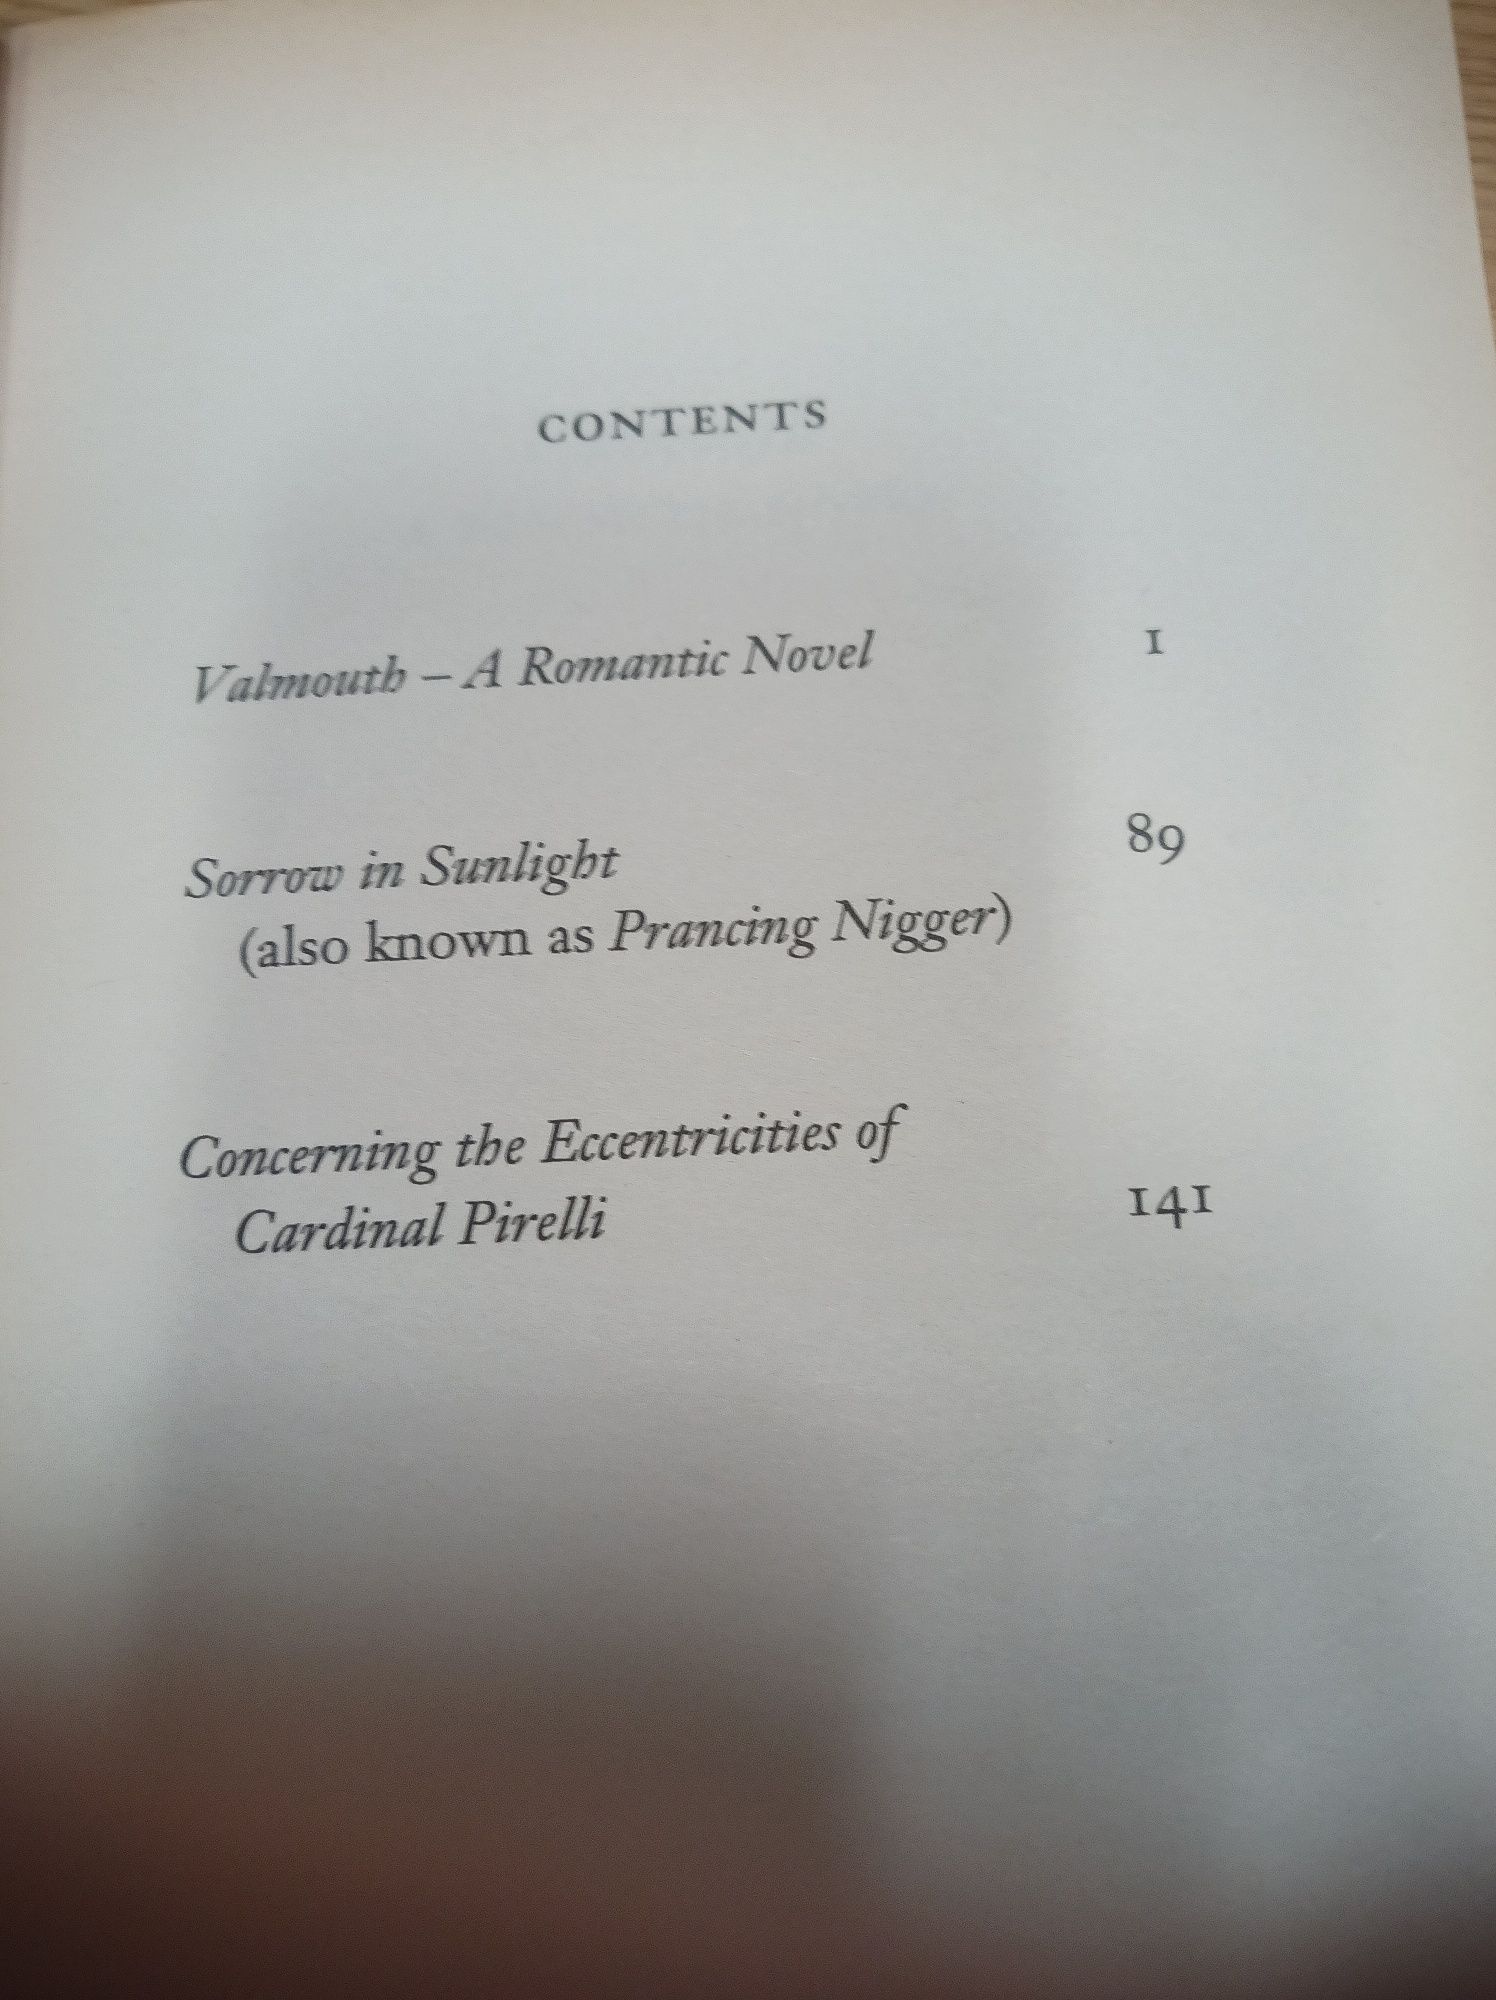 CONTENTS
Valmouth – A Romantic Novel 1
Sorrow in Sunlight 89
(also known as Prancing Nigger)
Concerning the Eccentricities of
Cardinal Pirelli 141